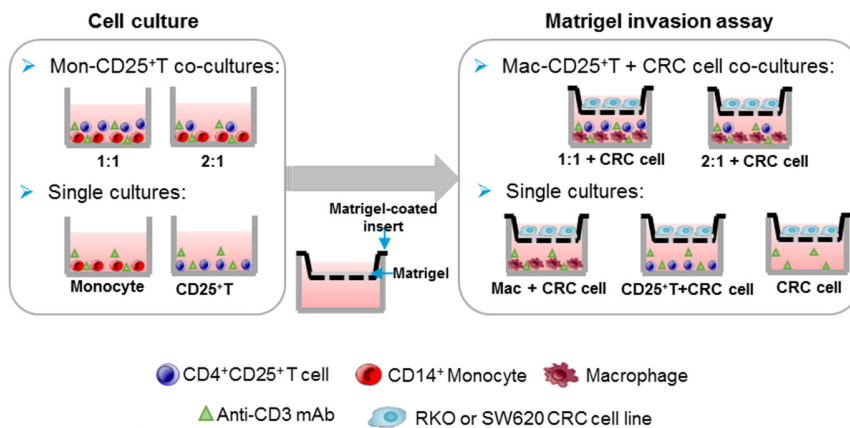 Cell culture
Mon-CD25⁺T co-cultures:
1:1
2:1
Single cultures:
Monocyte
CD25⁺T
Matrigel-coated
insert
Matrigel
Matrigel invasion assay
Mac-CD25⁺T + CRC cell co-cultures:
1:1 + CRC cell
2:1 + CRC cell
Single cultures:
Mac + CRC cell
CD25⁺T+CRC cell
CRC cell
CD4⁺CD25⁺T cell
CD14⁺ Monocyte
Macrophage
Anti-CD3 mAb
RKO or SW620 CRC cell line